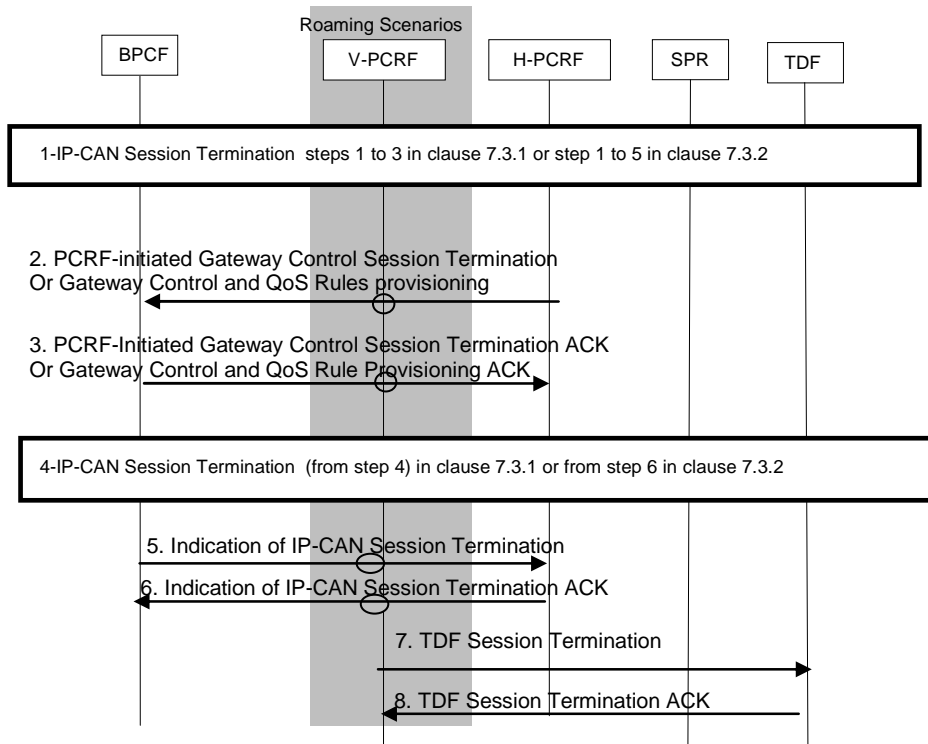 Roaming Scenarios
BPCF
V-PCRF
H-PCRF
SPR
TDF
1-IP-CAN Session Termination steps 1 to 3 in clause 7.3.1 or step 1 to 5 in clause 7.3.2
2. PCRF-initiated Gateway Control Session Termination
Or Gateway Control and QoS Rules provisioning
3. PCRF-Initiated Gateway Control Session Termination ACK
Or Gateway Control and QoS Rule Provisioning ACK
4-IP-CAN Session Termination (from step 4) in clause 7.3.1 or from step 6 in clause 7.3.2
5. Indication of IP-CAN Session Termination
6. Indication of IP-CAN Session Termination ACK
7. TDF Session Termination
8. TDF Session Termination ACK